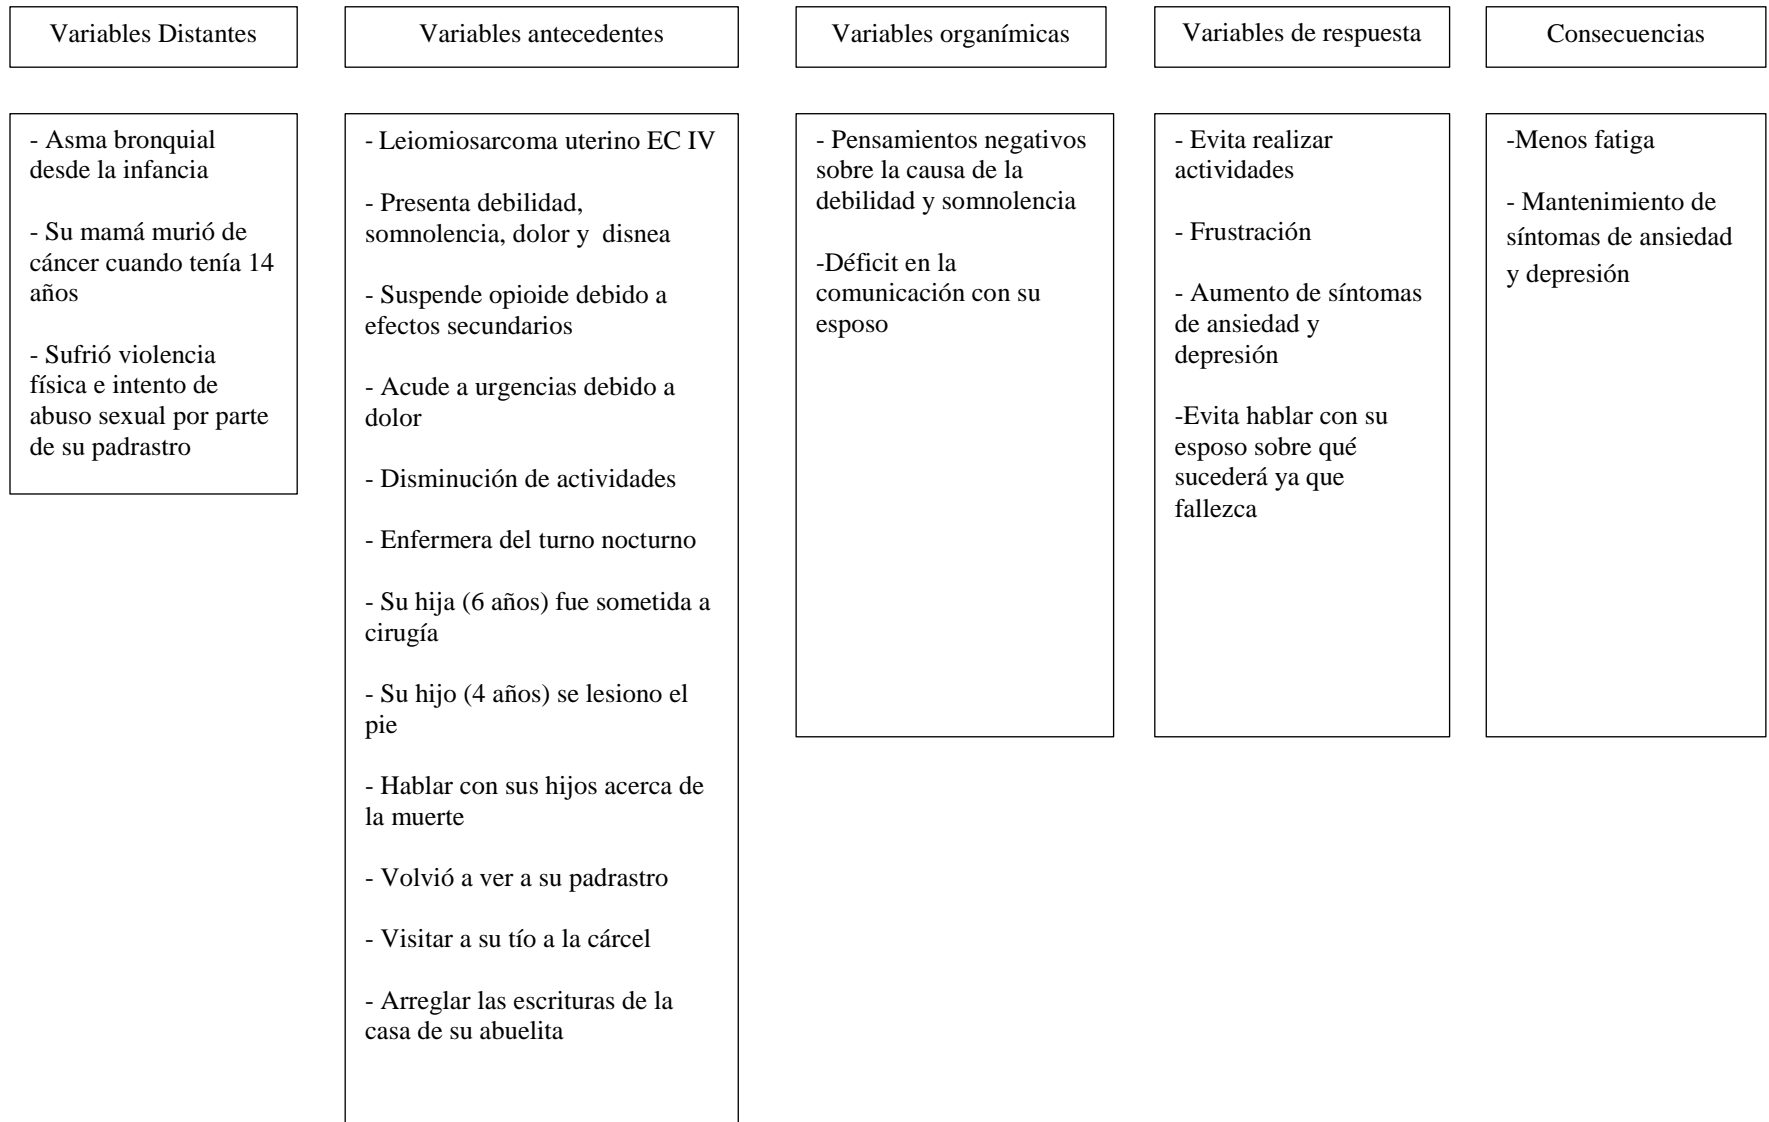 Variables Distantes
Variables antecedentes
Variables organímicas
Variables de respuesta
Consecuencias
- Asma bronquial
desde la infancia
- Su mamá murió de
cáncer cuando tenía 14
años
- Sufrió violencia
física e intento de
abuso sexual por parte
de su padrastro
- Leiomiosarcoma uterino EC IV
- Presenta debilidad,
somnolencia, dolor y disnea
- Suspende opioide debido a
efectos secundarios
- Acude a urgencias debido a
dolor
- Disminución de actividades
- Enfermera del turno nocturno
- Su hija (6 años) fue sometida a
cirugía
- Su hijo (4 años) se lesiono el
pie
- Hablar con sus hijos acerca de
la muerte
- Volvió a ver a su padrastro
- Visitar a su tío a la cárcel
- Arreglar las escrituras de la
casa de su abuelita
- Pensamientos negativos
sobre la causa de la
debilidad y somnolencia
-Déficit en la
comunicación con su
esposo
- Evita realizar
actividades
- Frustración
- Aumento de síntomas
de ansiedad y
depresión
-Evita hablar con su
esposo sobre qué
sucederá ya que
fallezca
-Menos fatiga
- Mantenimiento de
síntomas de ansiedad
y depresión